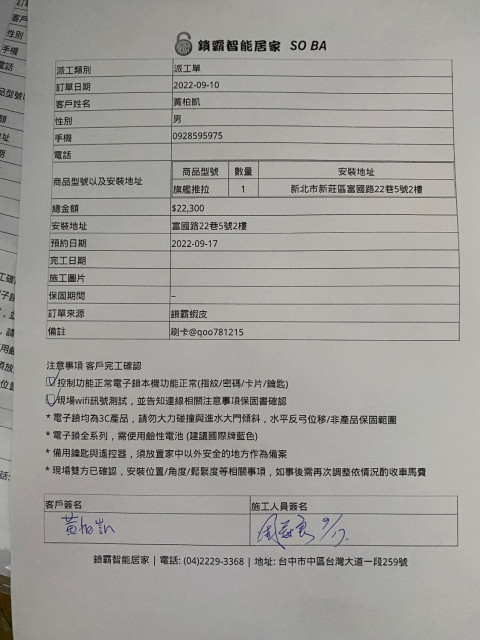 鎖霸智能居家 SO BA
派工類別 派工單
訂單日期 2022-09-10
客戶姓名 黃柏凱
性別 男
手機 0928595975
電話
商品型號以及安裝地址 商品型號 數量 安裝地址
旗艦推拉 1 新北市新莊區富國路22巷5號2樓
總金額 $22,300
安裝地址 富國路22巷5號2樓
預約日期 2022-09-17
完工日期
施工圖片
保固期間 –
訂單來源 鎖霸蝦皮
備註 刷卡@qoo781215
注意事項 客戶完工確認
控制功能正常電子鎖本機功能正常(指紋/密碼/卡片/鑰匙)
現場wifi訊號測試，並告知連線相關注意事項保固書確認
* 電子鎖均為3C產品，請勿大力碰撞與進水大門傾斜，水平反弓位移/非產品保固範圍
* 電子鎖全系列，需使用鹼性電池 (建議國際牌藍色)
* 備用鑰匙與遙控器，須放置家中以外安全的地方作為備案
* 現場雙方已確認，安裝位置/角度/鬆緊度等相關事項，如事後需再次調整依情況酌收車馬費
客戶簽名 施工人員簽名
黃柏凱 9/17.
鎖霸智能居家 | 電話: (04)2229-3368 | 地址: 台中市中區台灣大道一段259號